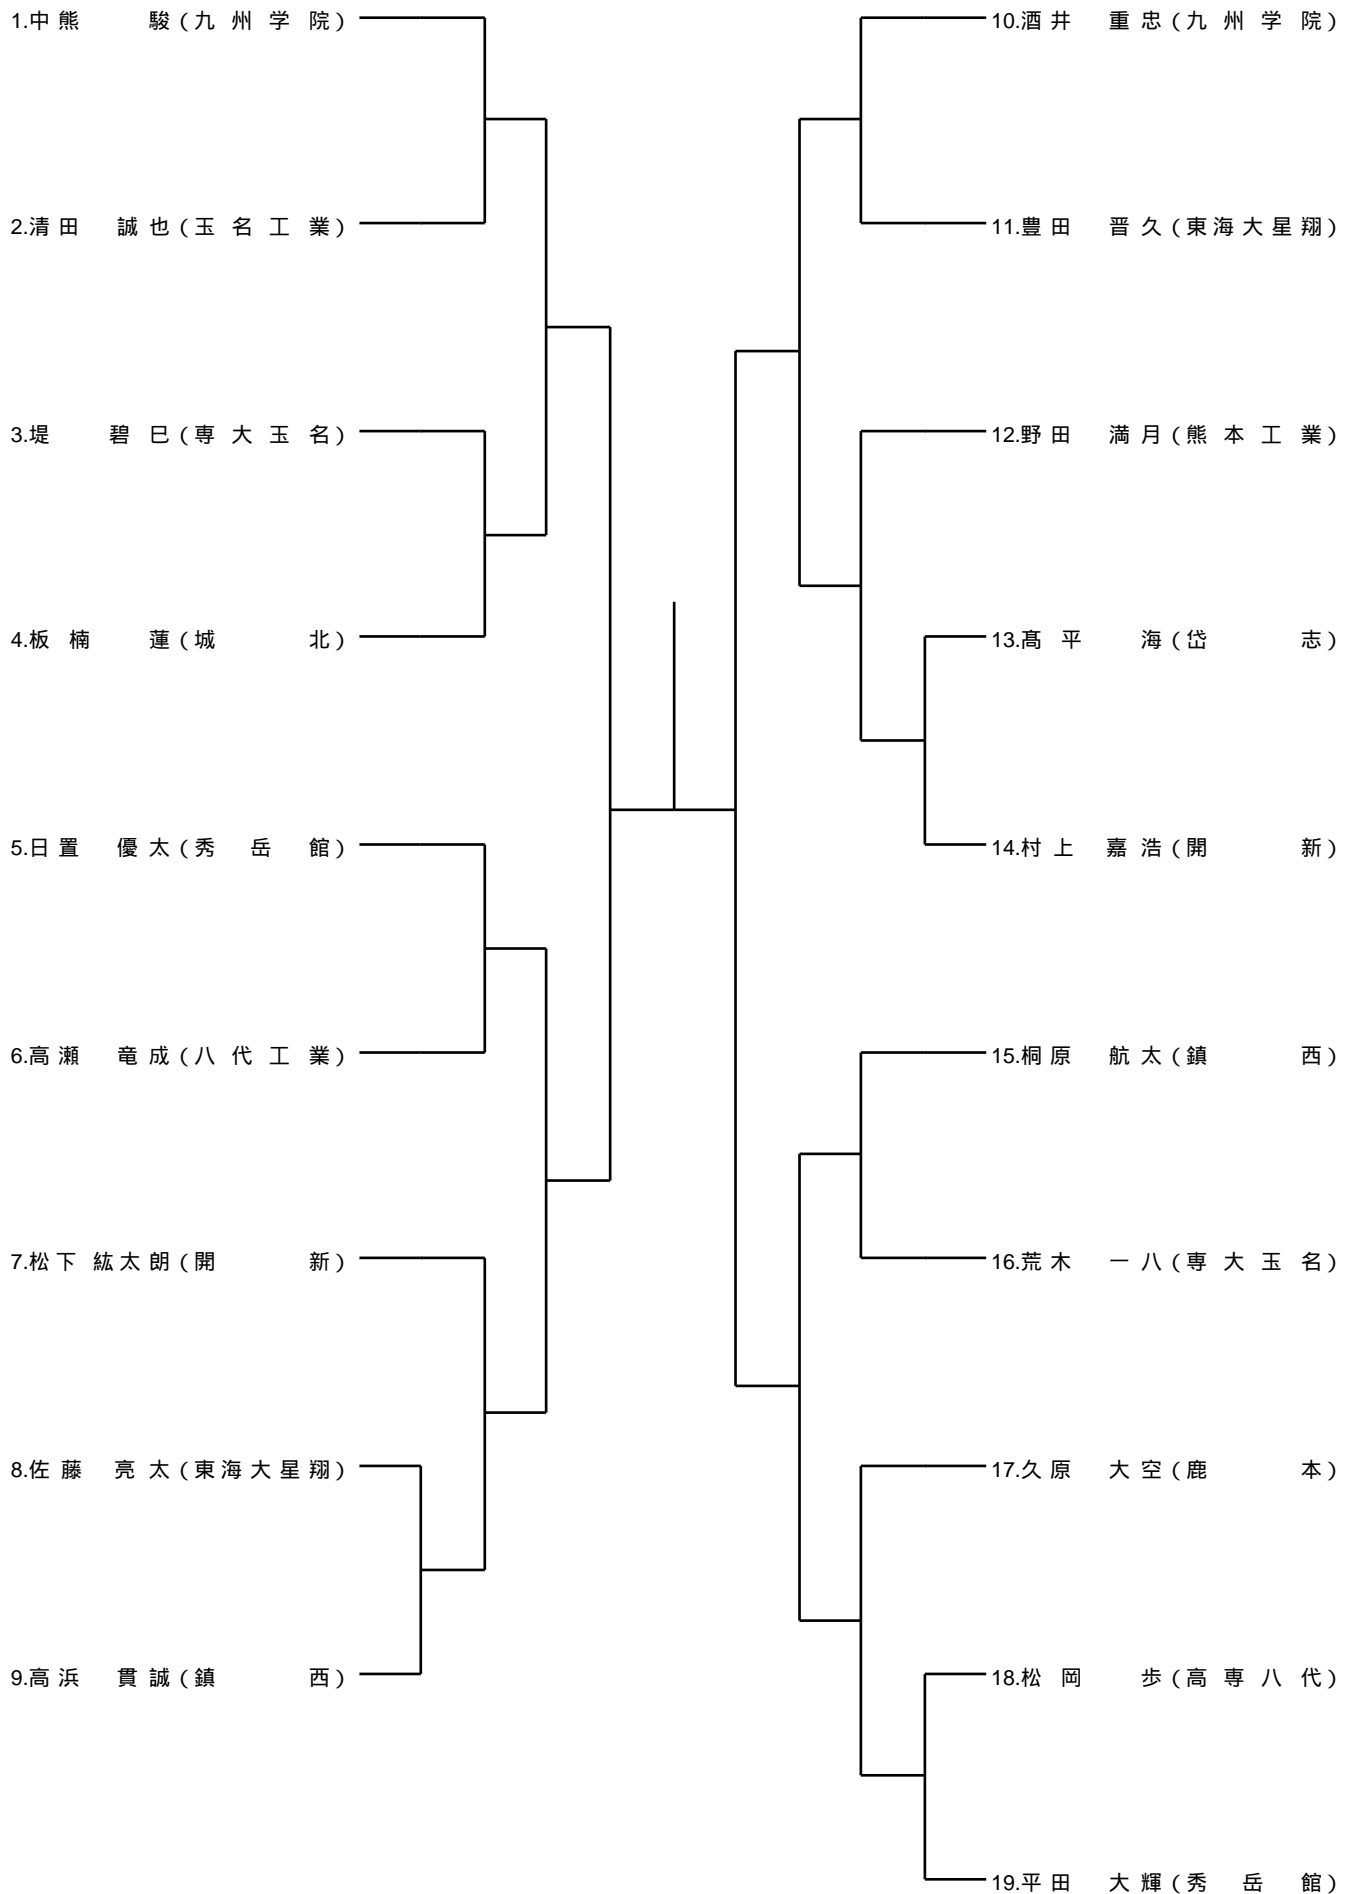 1.中熊 駿(九州学院)
2.清田 誠也(玉名工業)
3.堤 碧巳(専大玉名)
4.板楠 蓮(城北)
5.日置 優太(秀岳館)
6.高瀬 竜成(八代工業)
7.松下 紘太朗(開新)
8.佐藤 亮太(東海大星翔)
9.高浜 貫誠(鎮西)
10.酒井 重忠(九州学院)
11.豊田 晋久(東海大星翔)
12.野田 満月(熊本工業)
13.髙平 海(岱志)
14.村上 嘉浩(開新)
15.桐原 航太(鎮西)
16.荒木 一八(専大玉名)
17.久原 大空(鹿本)
18.松岡 歩(高専八代)
19.平田 大輝(秀岳館)